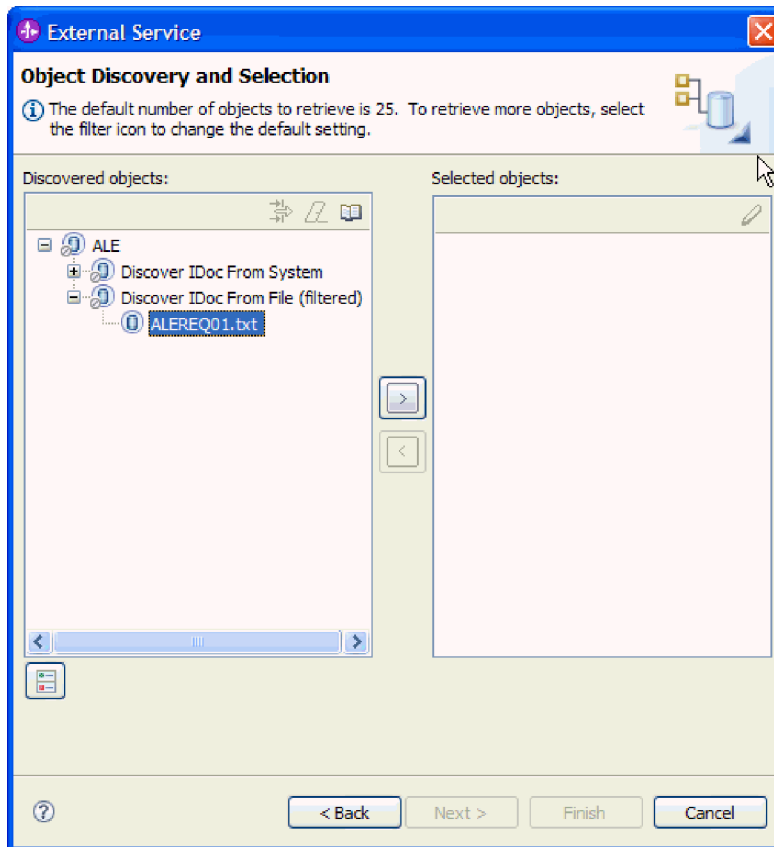 External Service
Object Discovery and Selection
The default number of objects to retrieve is 25. To retrieve more objects, select
the filter icon to change the default setting.
Discovered objects:
Selected objects:
ALE
Discover IDoc From System
Discover IDoc From File (filtered)
ALEREQ01.txt
>
<
< Back
Next >
Finish
Cancel